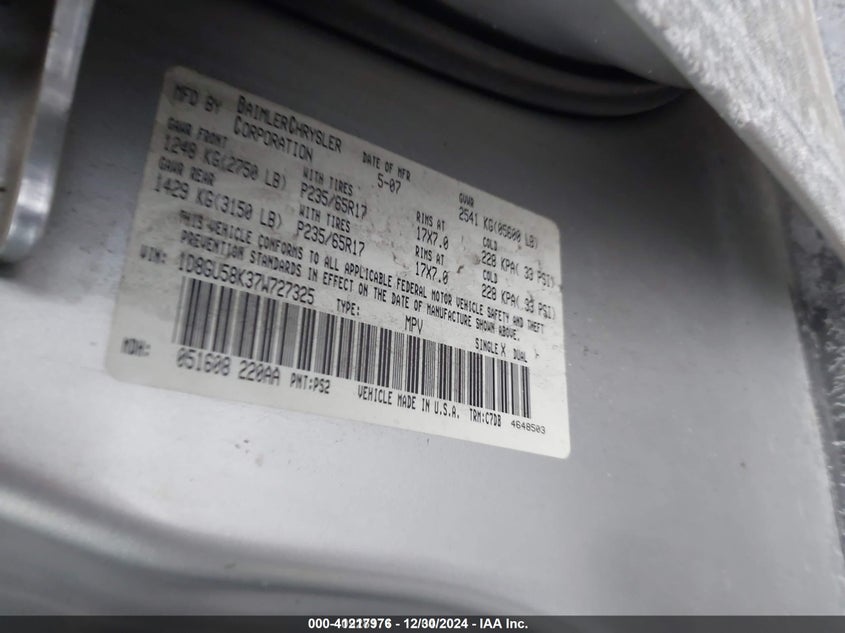 MFD BY DAIMLERCHRYSLER CORPORATION
DATE OF MFR 5-07
GVWR 2541 KG(05600 LB)
GAWR FRONT 1248 KG(2750 LB)
WITH TIRES P235/65R17
RIMS AT 17X7.0
COLD 228 KPA( 33 PSI)
GAWR REAR 1429 KG(3150 LB)
WITH TIRES P235/65R17
RIMS AT 17X7.0
COLD 228 KPA( 33 PSI)
THIS VEHICLE CONFORMS TO ALL APPLICABLE FEDERAL MOTOR VEHICLE SAFETY AND THEFT
PREVENTION STANDARDS IN EFFECT ON THE DATE OF MANUFACTURE SHOWN ABOVE.
VIN: 1D8GU58K37W727325
TYPE: MPV
SINGLE X DUAL
MDH: 051608 220AA PNT:PS2
VEHICLE MADE IN U.S.A. TRM:C7DB
4648503
000-41217976 - 12/30/2024 - IAA Inc.